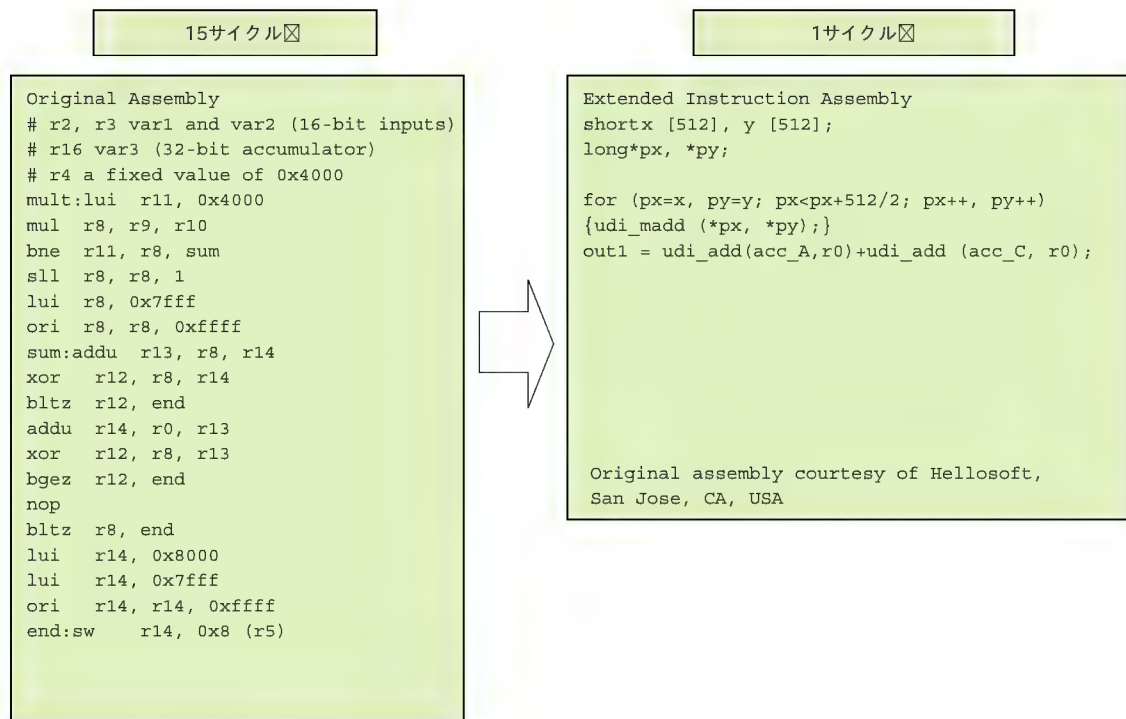 15サイクル
Original Assembly
# r2, r3 var1 and var2 (16-bit inputs)
# r16 var3 (32-bit accumulator)
# r4 a fixed value of 0x4000
mult:lui r11, 0x4000
mul r8, r9, r10
bne r11, r8, sum
sll r8, r8, 1
lui r8, 0x7fff
ori r8, r8, 0xffff
sum:addu r13, r8, r14
xor r12, r8, r14
bltz r12, end
addu r14, r0, r13
xor r12, r8, r13
bgez r12, end
nop
bltz r8, end
lui r14, 0x8000
lui r14, 0x7fff
ori r14, r14, 0xffff
end:sw r14, 0x8 (r5)
1サイクル
Extended Instruction Assembly
shortx [512], y [512];
long*px, *py;
for (px=x, py=y; px<px+512/2; px++, py++)
{udi_madd (*px, *py);}
out1 = udi_add(acc_A,r0)+udi_add (acc_C, r0);
Original assembly courtesy of Hellosoft,
San Jose, CA, USA